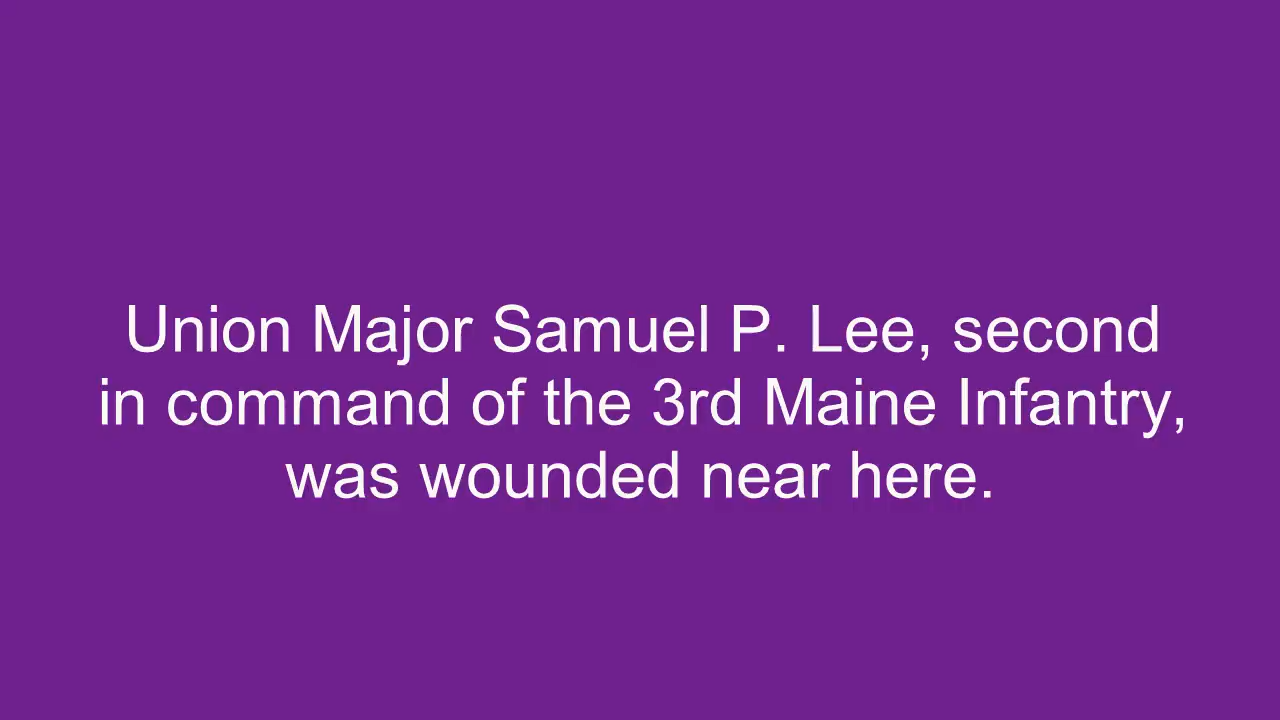 Union Major Samuel P. Lee, second
in command of the 3rd Maine Infantry,
was wounded near here.